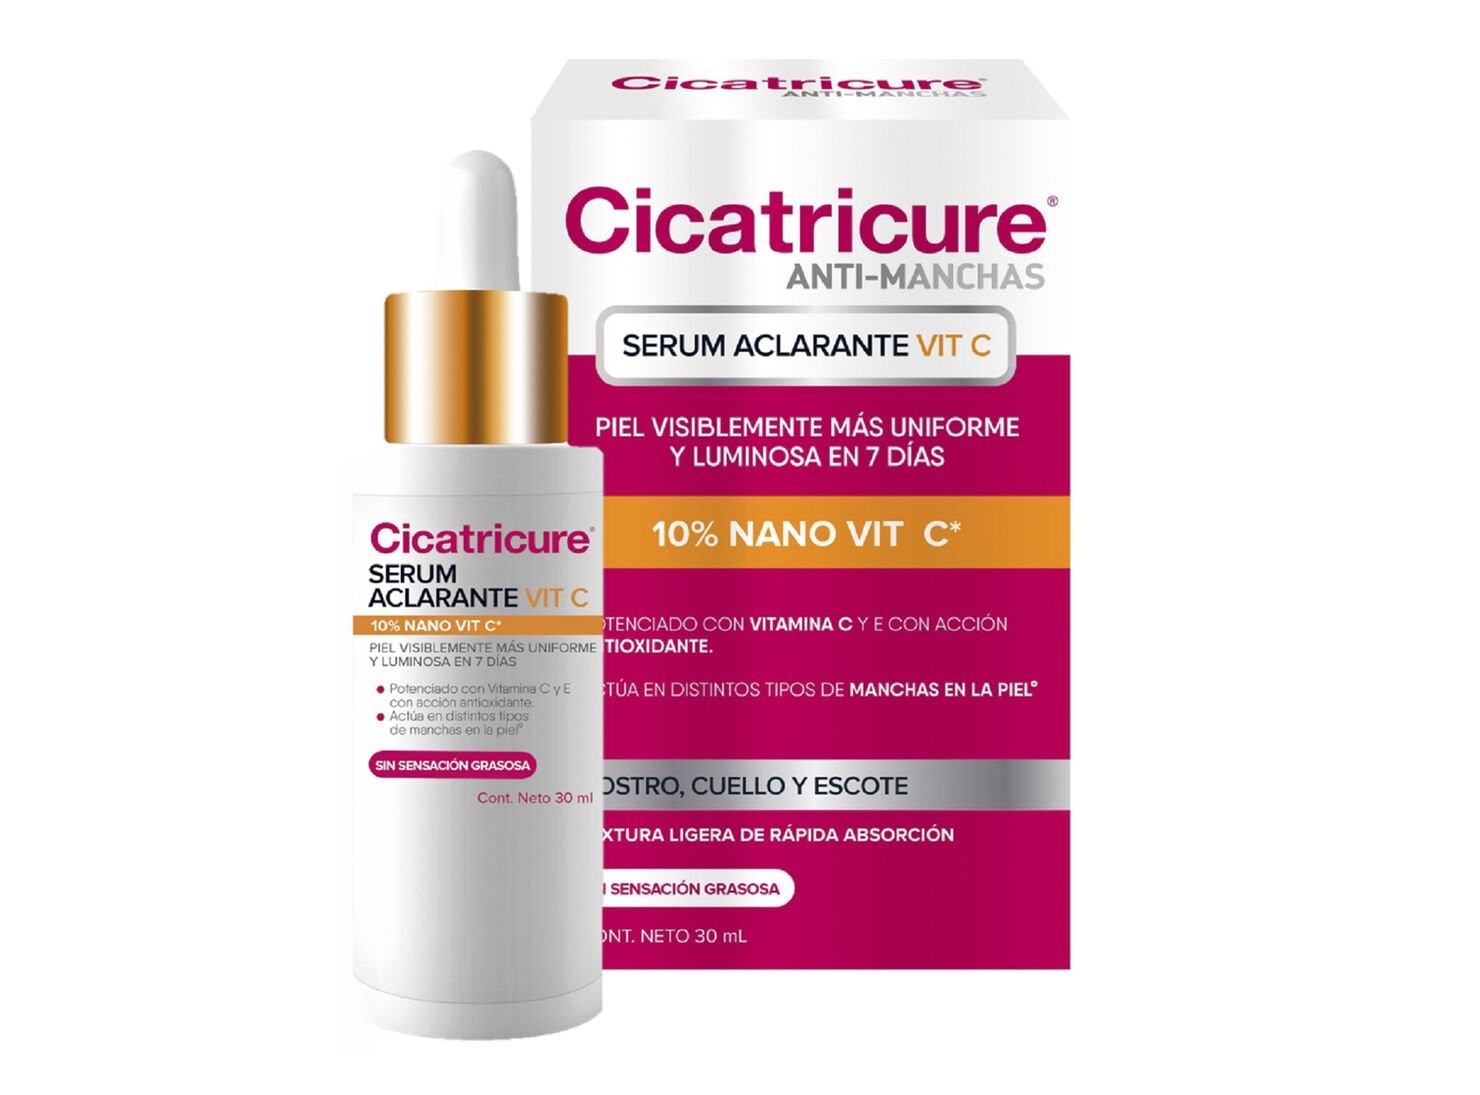 Cicatricure®
ANTI-MANCHAS
Cicatricure®
ANTI-MANCHAS
SERUM ACLARANTE VIT C
PIEL VISIBLEMENTE MÁS UNIFORME
Y LUMINOSA EN 7 DÍAS
10% NANO VIT C*
OTENCIADO CON VITAMINA C Y E CON ACCIÓN
TIOXIDANTE.
TÚA EN DISTINTOS TIPOS DE MANCHAS EN LA PIEL°
OSTRO, CUELLO Y ESCOTE
XTURA LIGERA DE RÁPIDA ABSORCIÓN
SENSACIÓN GRASOSA
ONT. NETO 30 mL
Cicatricure®
SERUM
ACLARANTE VIT C
10% NANO VIT C*
PIEL VISIBLEMENTE MÁS UNIFORME
Y LUMINOSA EN 7 DÍAS
Potenciado con Vitamina C y E
con acción antioxidante.
Actúa en distintos tipos
de manchas en la piel°
SIN SENSACIÓN GRASOSA
Cont. Neto 30 ml